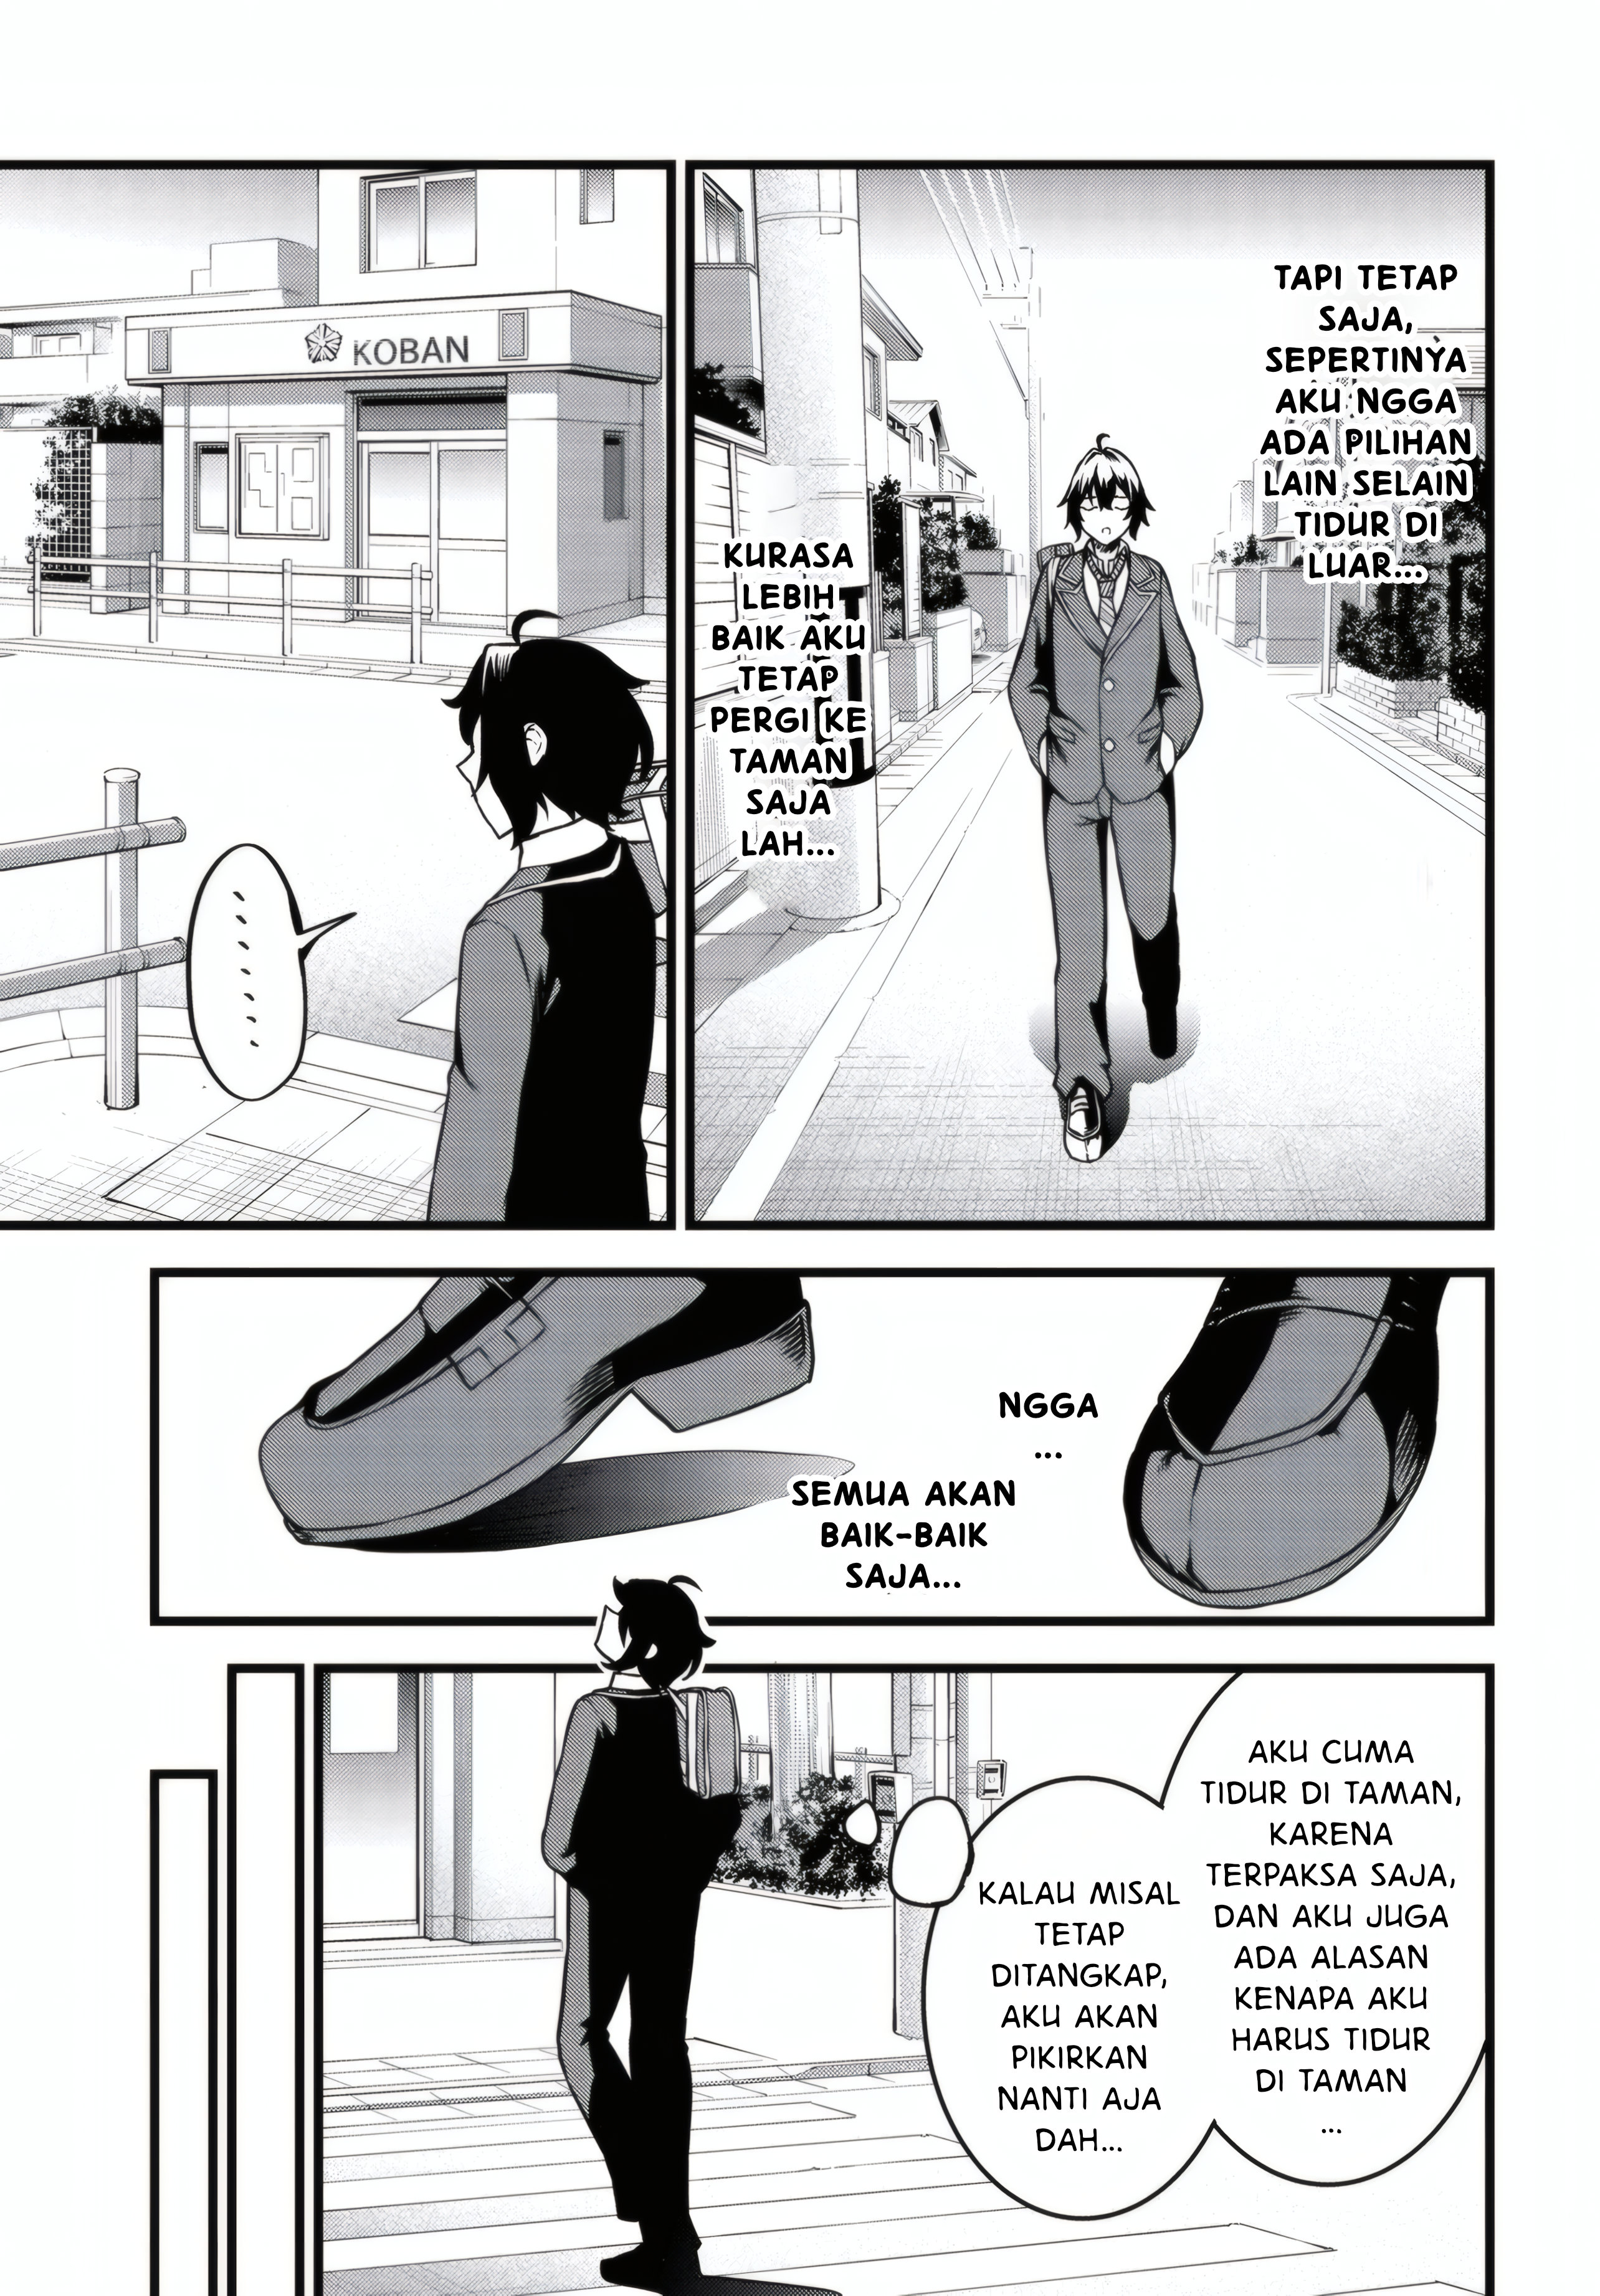 TAPI TETAP
SAJA,
SEPERTINYA
AKU NGGA
ADA PILIHAN
LAIN SELAIN
TIDUR DI
LUAR...
KURASA
LEBIH
BAIK AKU
TETAP
PERGI KE
TAMAN
SAJA
LAH...
KOBAN
......
NGGA
...
SEMUA AKAN
BAIK-BAIK
SAJA...
AKU CUMA
TIDUR DI TAMAN,
KARENA
TERPAKSA SAJA,
DAN AKU JUGA
ADA ALASAN
KENAPA AKU
HARUS TIDUR
DI TAMAN
...
KALAU MISAL
TETAP
DITANGKAP,
AKU AKAN
PIKIRKAN
NANTI AJA
DAH...